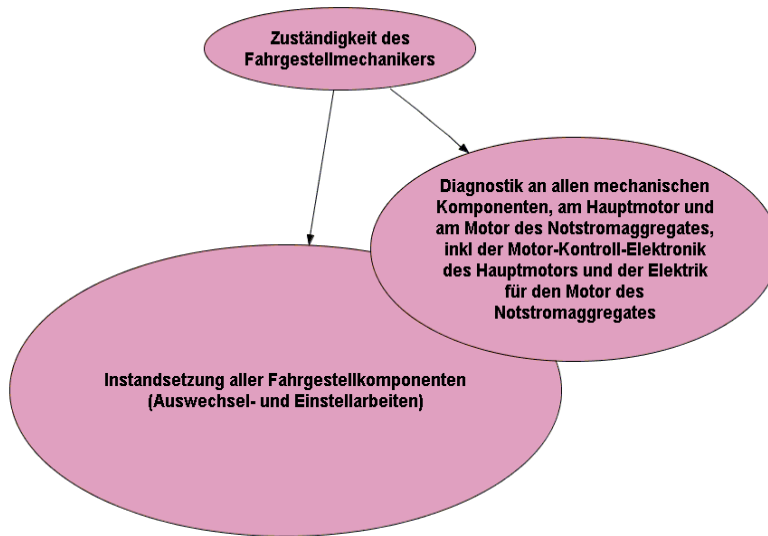 Zuständigkeit des
Fahrgestellmechanikers
Diagnostik an allen mechanischen
Komponenten, am Hauptmotor und
am Motor des Notstromaggregates,
inkl der Motor-Kontroll-Elektronik
des Hauptmotors und der Elektrik
für den Motor des
Notstromaggregates
Instandsetzung aller Fahrgestellkomponenten
(Auswechsel- und Einstellarbeiten)